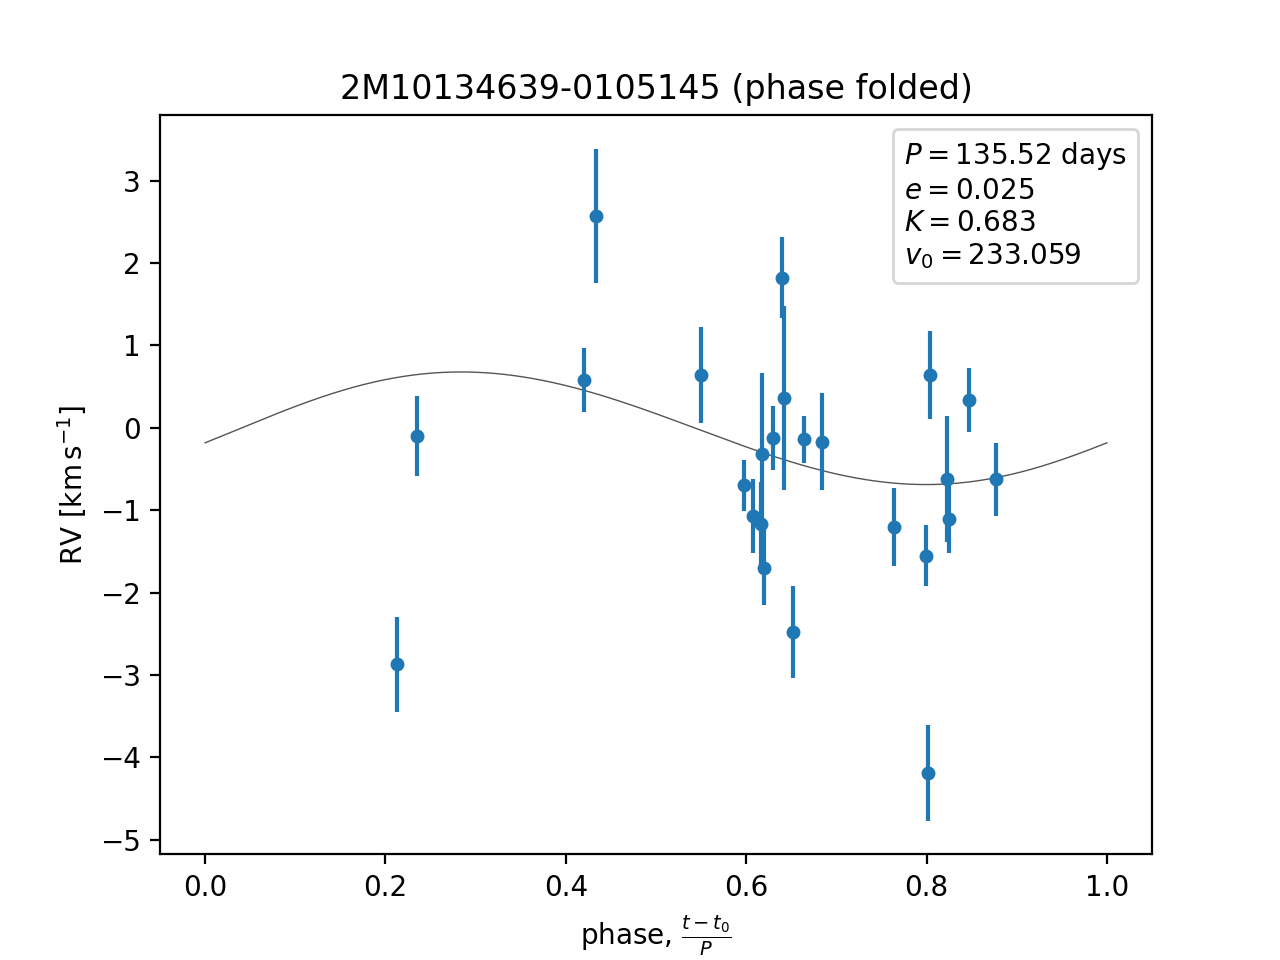 2M10134639-0105145 (phase folded)
P = 135.52 days
e = 0.025
K = 0.683
v₀ = 233.059
3
2
1
0
−1
−2
−3
−4
−5
RV [km s⁻¹]
0.0 0.2 0.4 0.6 0.8 1.0
phase, (t − t₀)/P